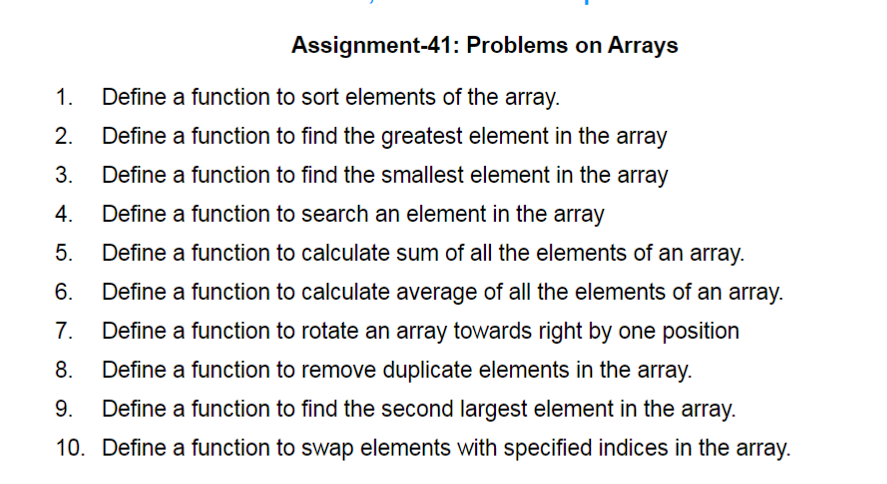 Assignment-41: Problems on Arrays
1. Define a function to sort elements of the array.
2. Define a function to find the greatest element in the array
3. Define a function to find the smallest element in the array
4. Define a function to search an element in the array
5. Define a function to calculate sum of all the elements of an array.
6. Define a function to calculate average of all the elements of an array.
7. Define a function to rotate an array towards right by one position
8. Define a function to remove duplicate elements in the array.
9. Define a function to find the second largest element in the array.
10. Define a function to swap elements with specified indices in the array.